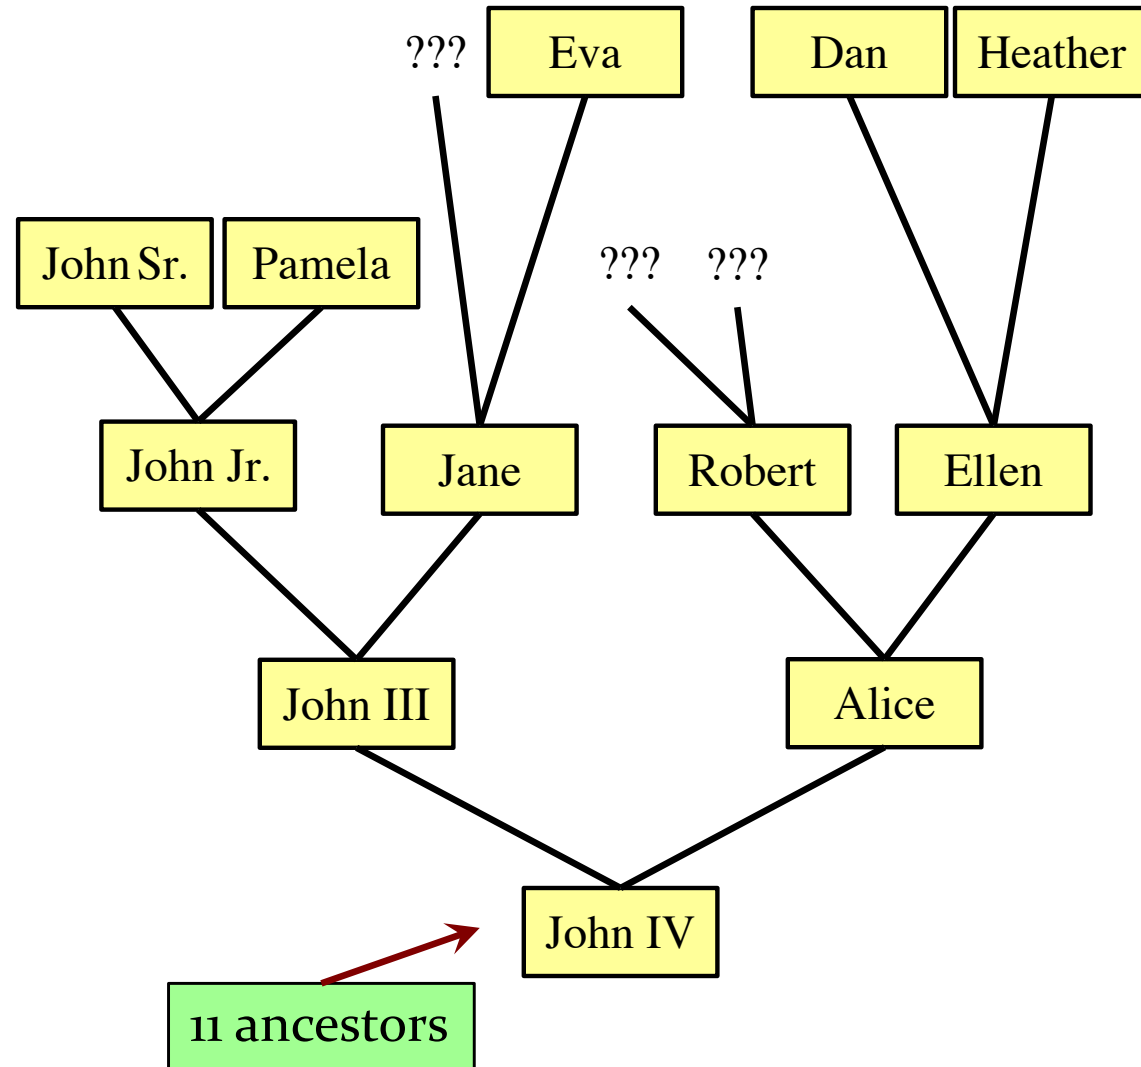 ??? Eva Dan Heather
John Sr. Pamela ??? ???
John Jr. Jane Robert Ellen
John III Alice
John IV
11 ancestors